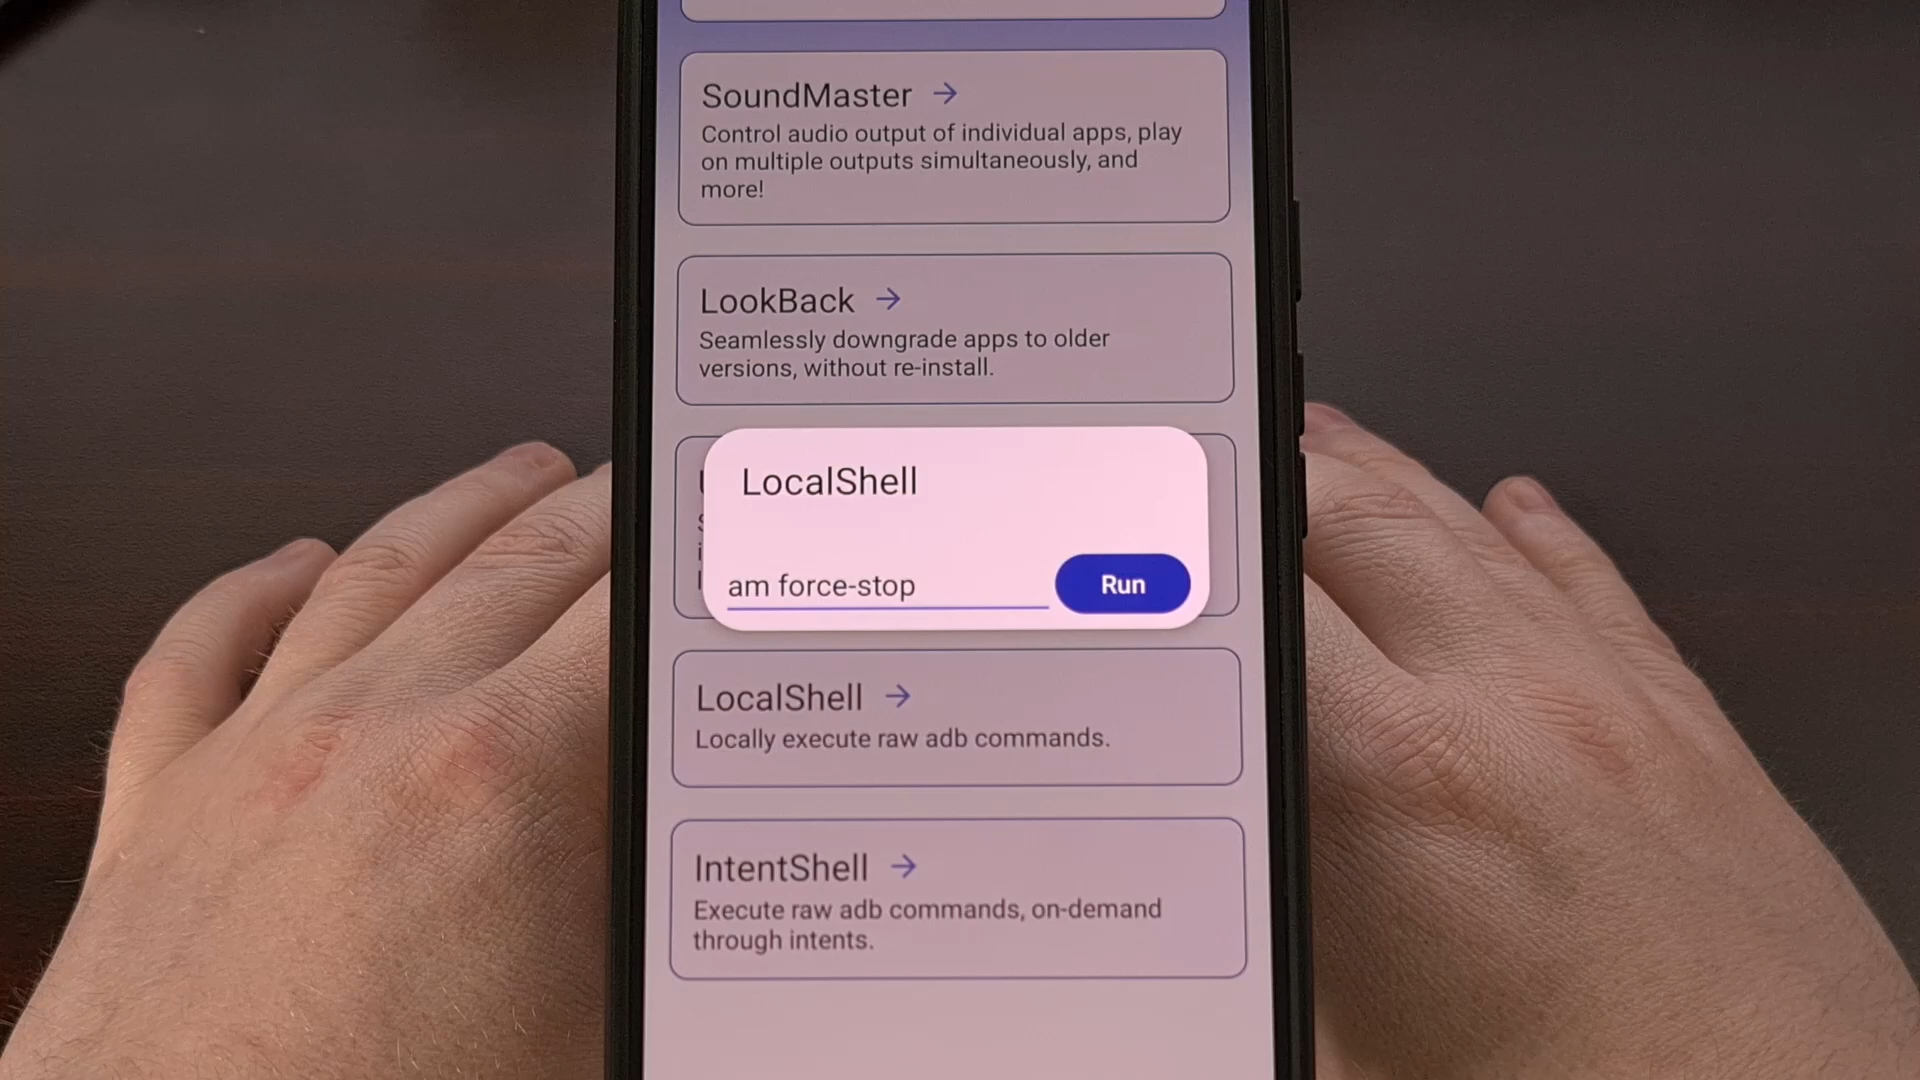 SoundMaster →
Control audio output of individual apps, play
on multiple outputs simultaneously, and
more!
LookBack →
Seamlessly downgrade apps to older
versions, without re-install.
LocalShell
am force-stop
Run
LocalShell →
Locally execute raw adb commands.
IntentShell →
Execute raw adb commands, on-demand
through intents.